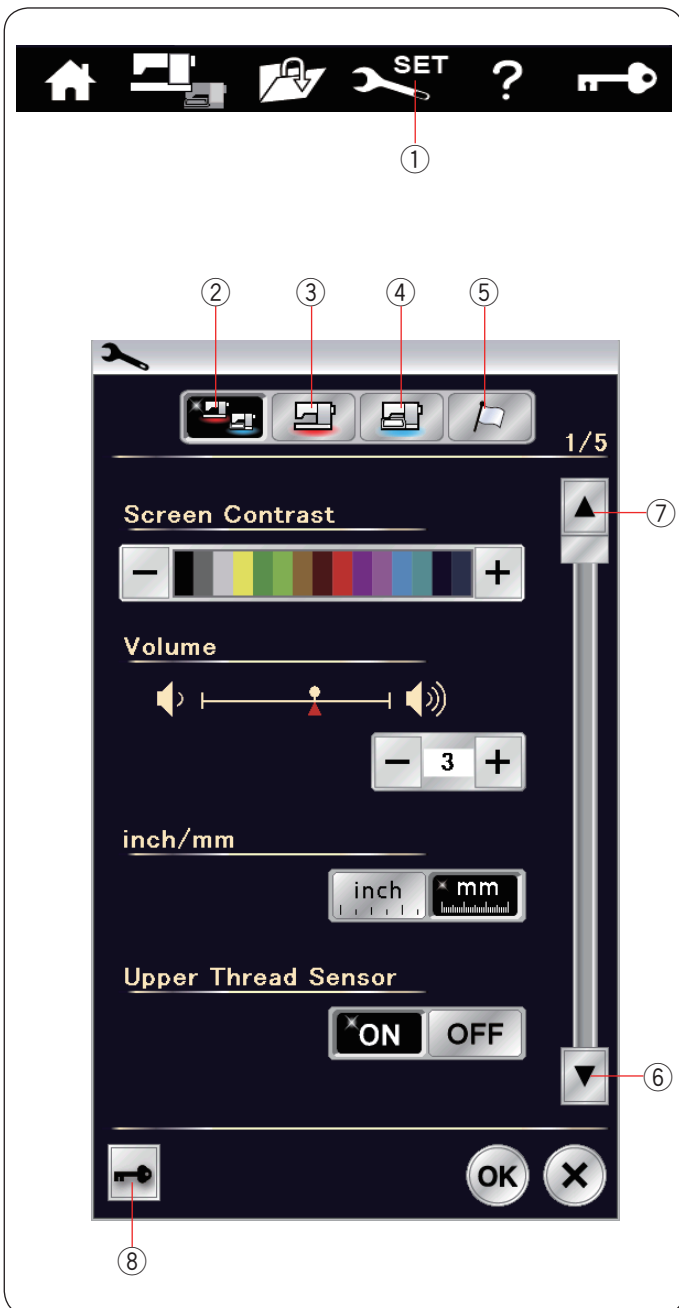 SET
?
①
② ③ ④ ⑤
1/5
Screen Contrast
⑦
− +
Volume
− 3 +
inch/mm
inch mm
Upper Thread Sensor
ON OFF
⑥
OK ×
⑧